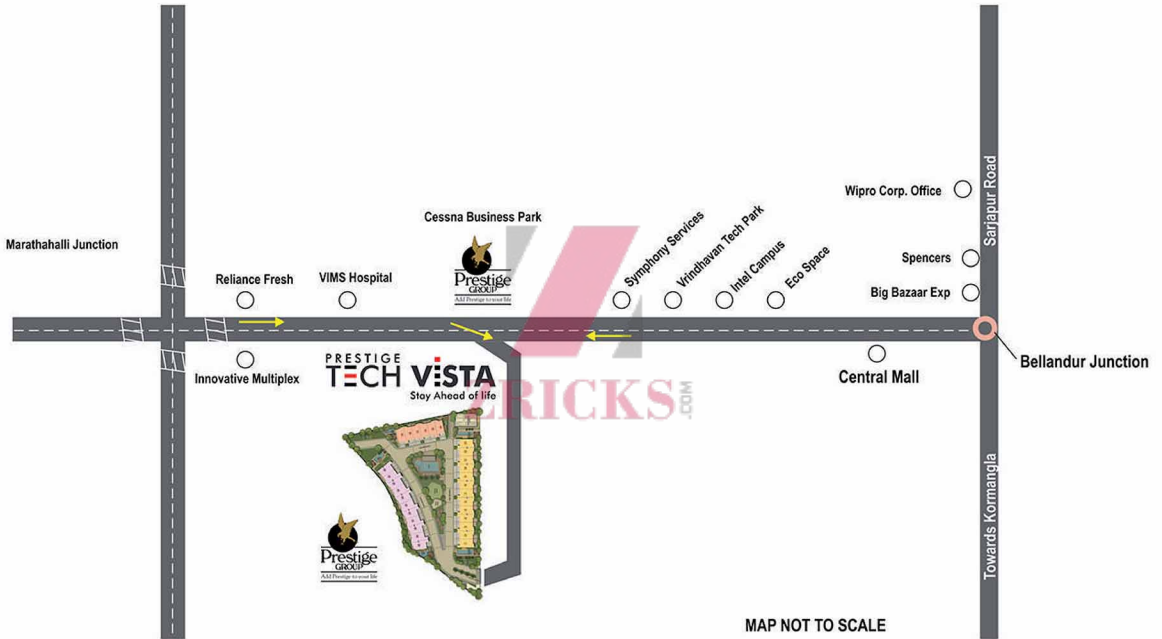 Sarjapur Road
Wipro Corp. Office
Cessna Business Park
Symphony Services
Vrindhavan Tech Park
Intel Campus
Eco Space
Marathahalli Junction
Spencers
Prestige
GROUP
Add Prestige to your life
Reliance Fresh
VIMS Hospital
Big Bazaar Exp
PRESTIGE
TECH VISTA
Stay Ahead of life
Innovative Multiplex
Central Mall
Bellandur Junction
ZRICKS.COM
Towards Kormangla
Prestige
GROUP
Add Prestige to your life
MAP NOT TO SCALE